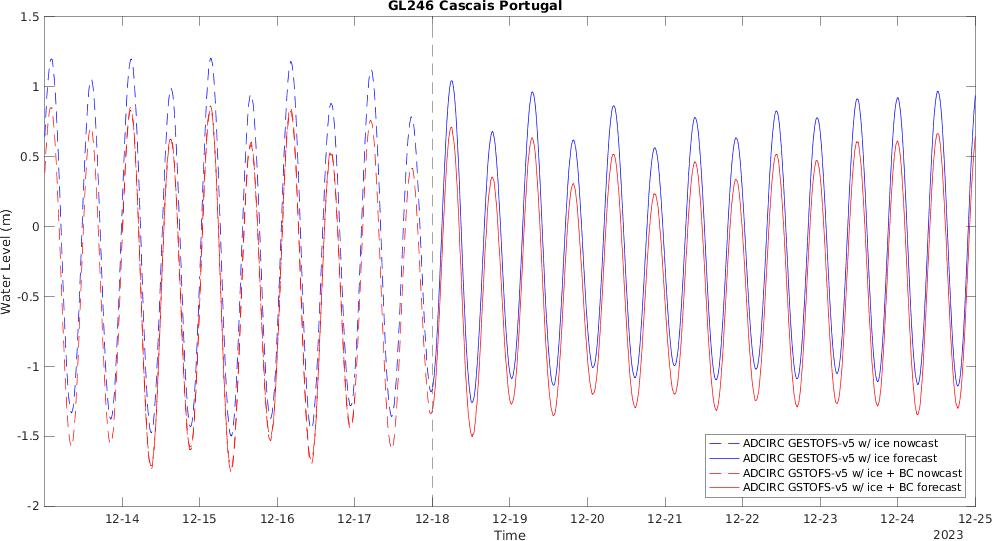 GL246 Cascais Portugal
1.5
1
0.5
0
-0.5
-1
-1.5
-2
Water Level (m)
ADCIRC GESTOFS-v5 w/ ice nowcast
ADCIRC GESTOFS-v5 w/ ice forecast
ADCIRC GSTOFS-v5 w/ ice + BC nowcast
ADCIRC GSTOFS-v5 w/ ice + BC forecast
12-14 12-15 12-16 12-17 12-18 12-19 12-20 12-21 12-22 12-23 12-24 12-25
Time
2023